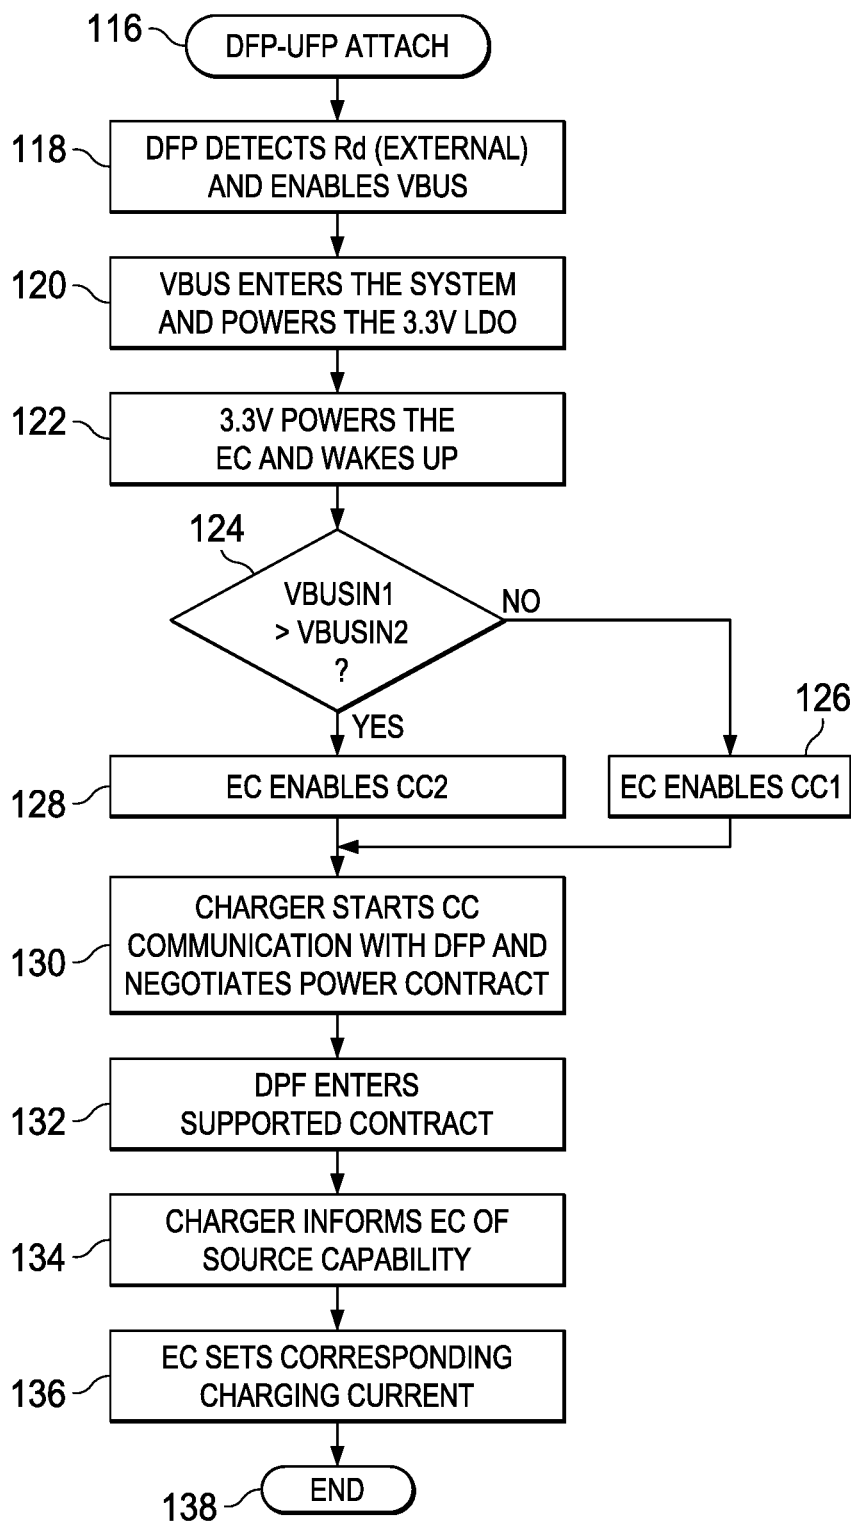 116
DFP-UFP ATTACH
118
DFP DETECTS Rd (EXTERNAL)
AND ENABLES VBUS
120
VBUS ENTERS THE SYSTEM
AND POWERS THE 3.3V LDO
122
3.3V POWERS THE
EC AND WAKES UP
124
VBUSIN1
> VBUSIN2
?
NO
YES
126
EC ENABLES CC1
128
EC ENABLES CC2
130
CHARGER STARTS CC
COMMUNICATION WITH DFP AND
NEGOTIATES POWER CONTRACT
132
DPF ENTERS
SUPPORTED CONTRACT
134
CHARGER INFORMS EC OF
SOURCE CAPABILITY
136
EC SETS CORRESPONDING
CHARGING CURRENT
138
END